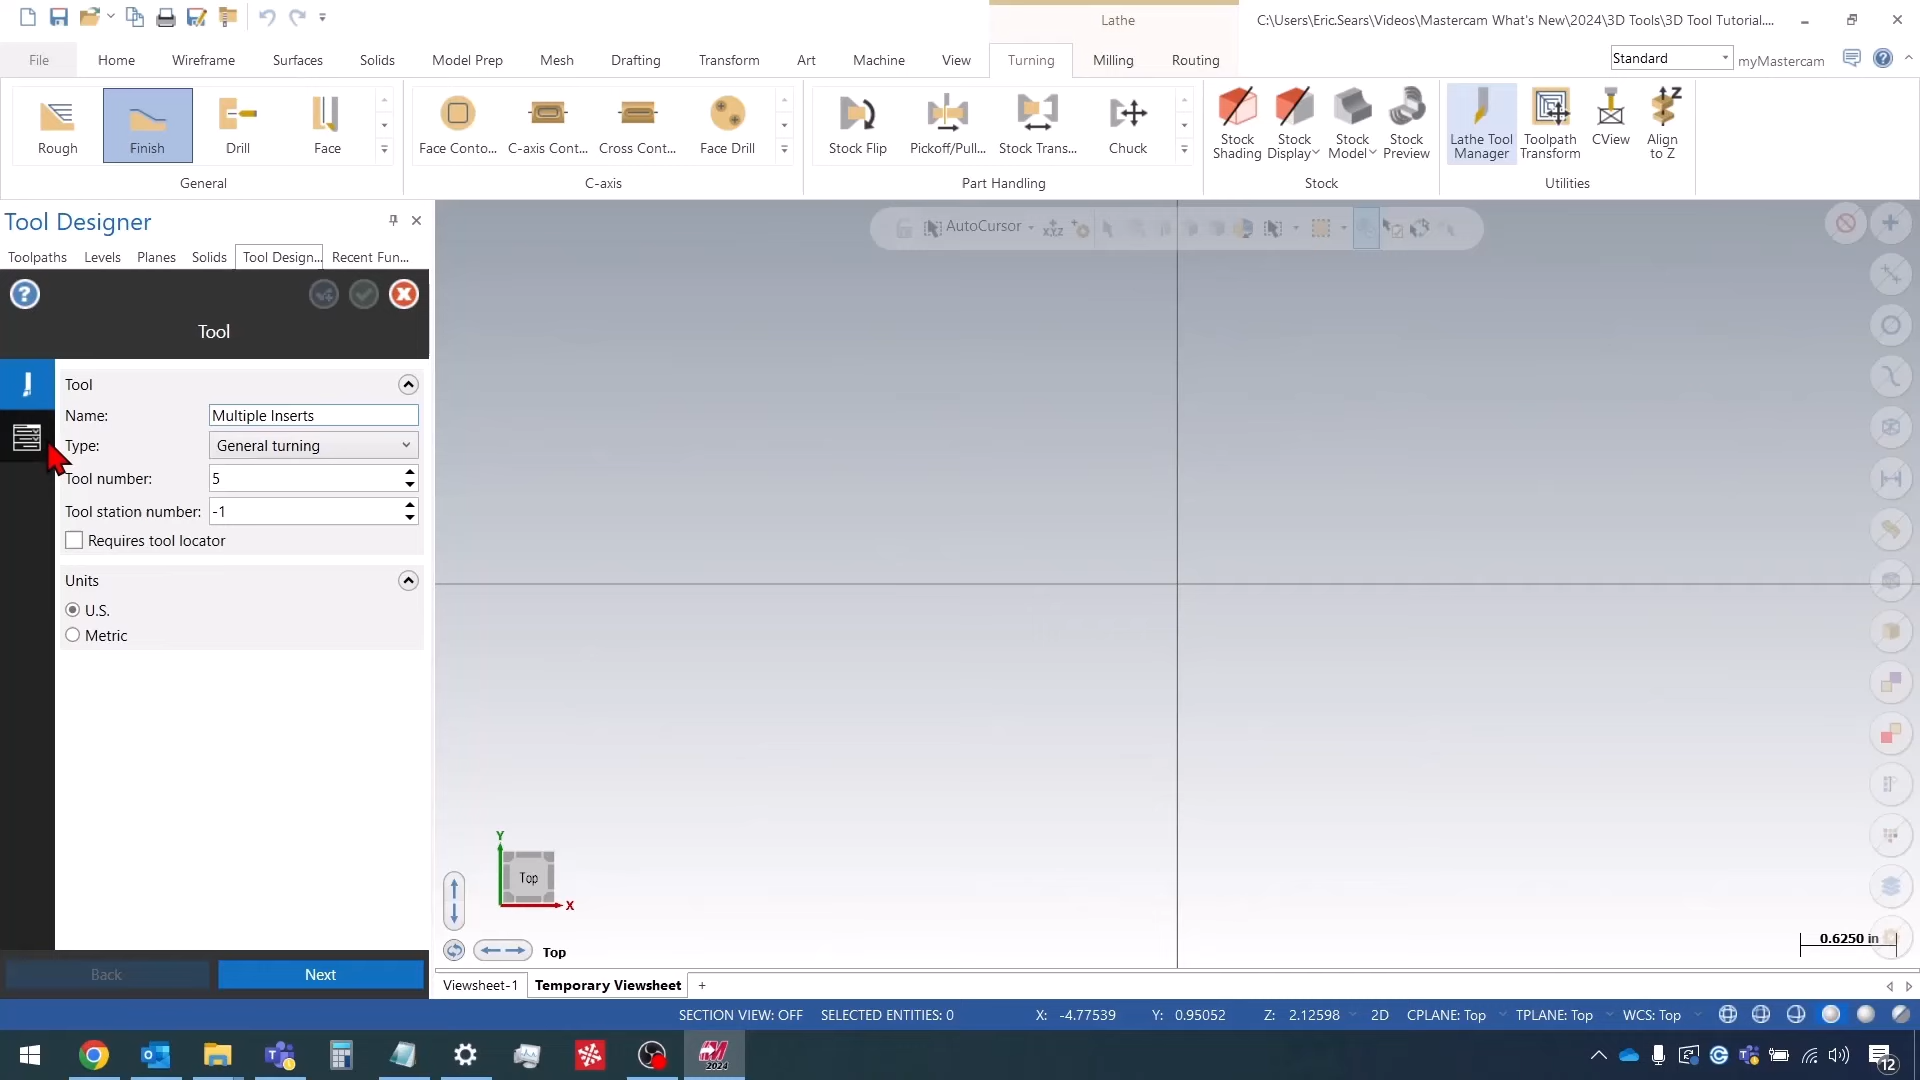 Lathe
C:\Users\Eric.Sears\Videos\Mastercam What's New\2024\3D Tools\3D Tool Tutorial....
File Home Wireframe Surfaces Solids Model Prep Mesh Drafting Transform Art Machine View Turning Milling Routing
Standard myMastercam
Rough Finish Drill Face
Face Conto... C-axis Cont... Cross Cont... Face Drill
Stock Flip Pickoff/Pull... Stock Trans... Chuck
Stock Shading
Stock Display
Stock Model
Stock Preview
Lathe Tool Manager
Toolpath Transform
CView
Align to Z
General C-axis Part Handling Stock Utilities
Tool Designer
Toolpaths Levels Planes Solids Tool Design... Recent Fun...
AutoCursor
XYZ
Tool
Tool
Name: Multiple Inserts
Type: General turning
Tool number: 5
Tool station number: -1
Requires tool locator
Units
U.S.
Metric
Y
Top
X
Top
0.6250 in
Back Next
Viewsheet-1 Temporary Viewsheet +
SECTION VIEW: OFF SELECTED ENTITIES: 0 X: -4.77539 Y: 0.95052 Z: 2.12598 2D CPLANE: Top TPLANE: Top WCS: Top
2024
12